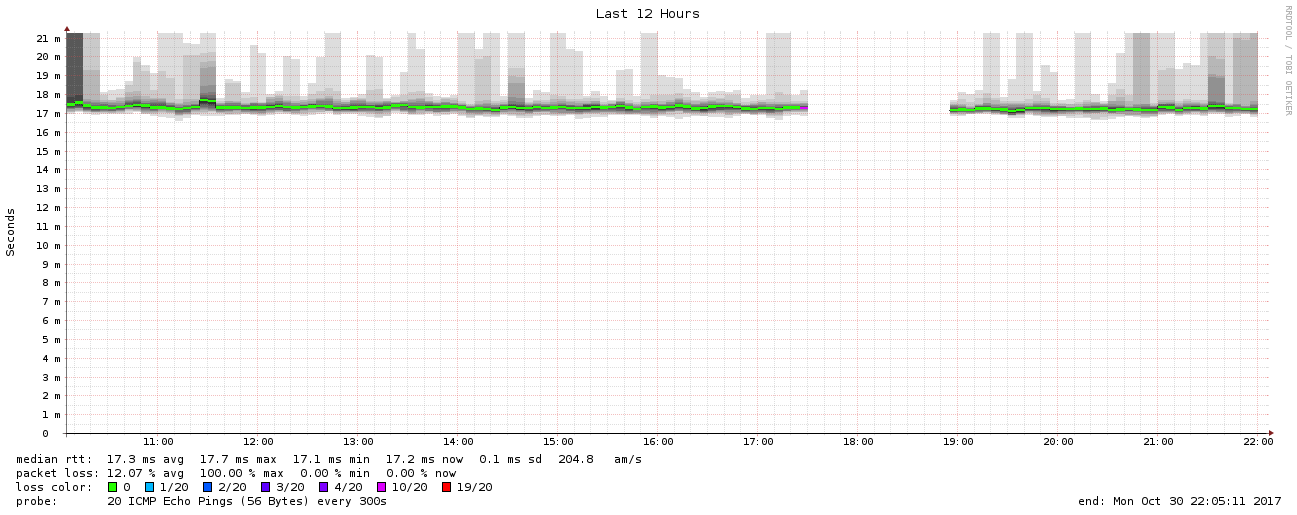 Last 12 Hours
RRDTOOL / TOBI OETIKER
Seconds
21 m
20 m
19 m
18 m
17 m
16 m
15 m
14 m
13 m
12 m
11 m
10 m
9 m
8 m
7 m
6 m
5 m
4 m
3 m
2 m
1 m
0
11:00 12:00 13:00 14:00 15:00 16:00 17:00 18:00 19:00 20:00 21:00 22:00
median rtt: 17.3 ms avg 17.7 ms max 17.1 ms min 17.2 ms now 0.1 ms sd 204.8 am/s
packet loss: 12.07 % avg 100.00 % max 0.00 % min 0.00 % now
loss color: 0 1/20 2/20 3/20 4/20 10/20 19/20
probe: 20 ICMP Echo Pings (56 Bytes) every 300s end: Mon Oct 30 22:05:11 2017